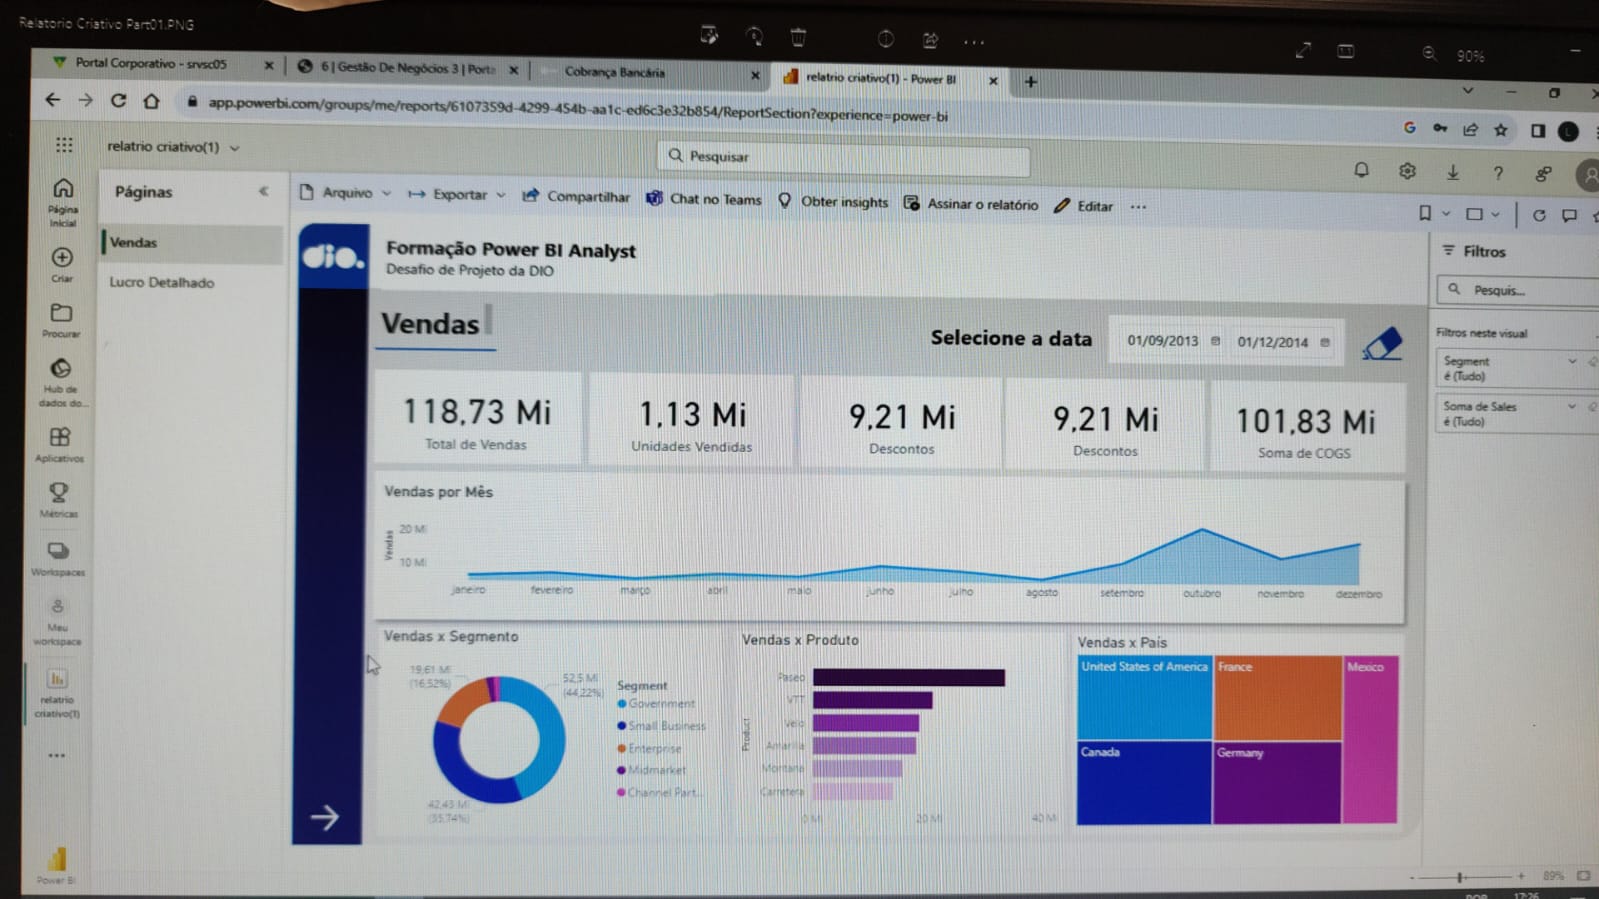 Relatorio Criativo Part01.PNG
90%
Portal Corporativo - srvsc05
6 | Gestão De Negócios 3 | Porta
Cobrança Bancária
relatrio criativo(1) - Power BI
app.powerbi.com/groups/me/reports/6107359d-4299-454b-aa1c-ed6c3e32b854/ReportSection?experience=power-bi
relatrio criativo(1)
Pesquisar
Página
Inicial
Criar
Procurar
Hub de
dados do...
Aplicativos
Métricas
Workspaces
Meu
workspace
relatrio
criativo(1)
Power BI
Páginas
Vendas
Lucro Detalhado
Arquivo
Exportar
Compartilhar
Chat no Teams
Obter insights
Assinar o relatório
Editar
dio.
Formação Power BI Analyst
Desafio de Projeto da DIO
Vendas
Selecione a data
01/09/2013
01/12/2014
118,73 Mi
Total de Vendas
1,13 Mi
Unidades Vendidas
9,21 Mi
Descontos
9,21 Mi
Descontos
101,83 Mi
Soma de COGS
Vendas por Mês
Vendas
20 Mi
10 Mi
janeiro
fevereiro
março
abril
maio
junho
julho
agosto
setembro
outubro
novembro
dezembro
Vendas x Segmento
19,61 Mi
(16,52%)
52,5 Mi
(44,22%)
42,43 Mi
(35,74%)
Segment
Government
Small Business
Enterprise
Midmarket
Channel Part...
Vendas x Produto
Product
Paseo
VTT
Velo
Amarilla
Montana
Carretera
0 Mi
20 Mi
40 Mi
Vendas x País
United States of America
France
Mexico
Canada
Germany
Filtros
Pesquis...
Filtros neste visual
Segment
é (Tudo)
Soma de Sales
é (Tudo)
89%
POR
17:26